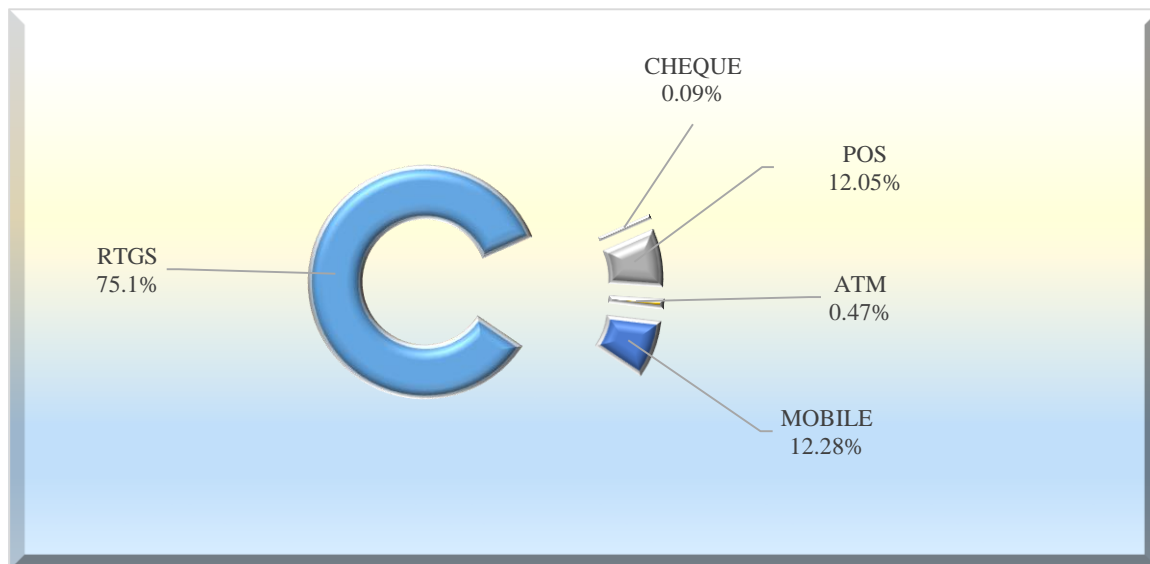 CHEQUE
0.09%
POS
12.05%
RTGS
75.1%
ATM
0.47%
MOBILE
12.28%